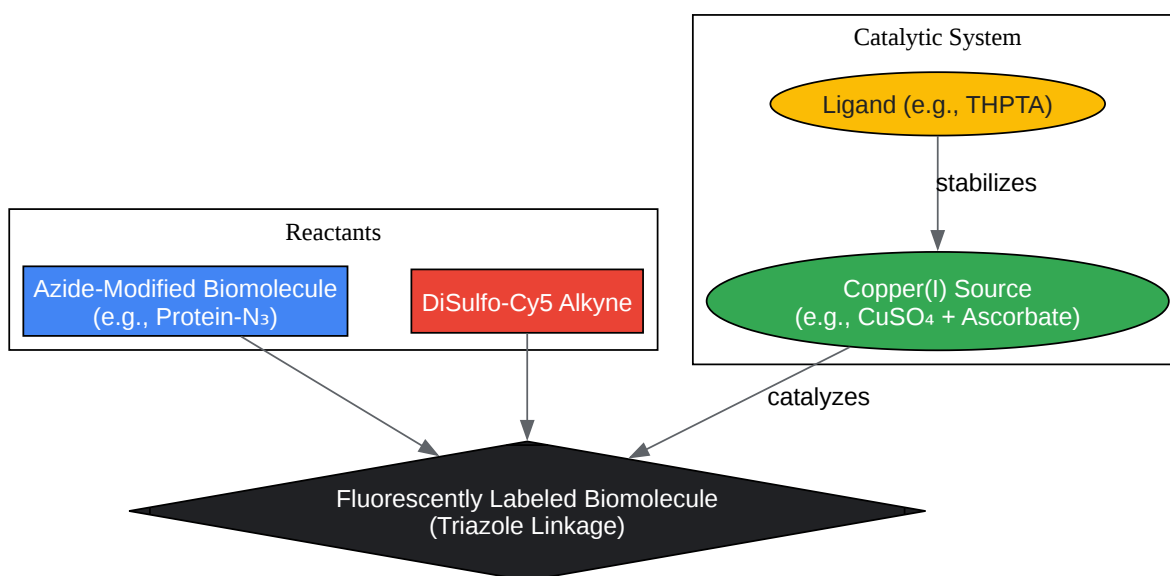 Catalytic System
Ligand (e.g., THPTA)
stabilizes
Reactants
Azide-Modified Biomolecule
(e.g., Protein-N₃)
DiSulfo-Cy5 Alkyne
Copper(I) Source
(e.g., CuSO₄ + Ascorbate)
catalyzes
Fluorescently Labeled Biomolecule
(Triazole Linkage)